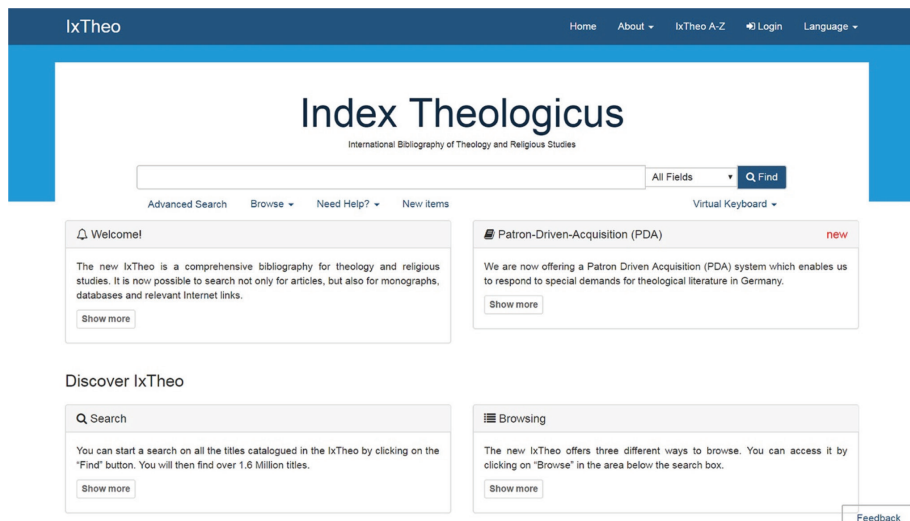 IxTheo Home About IxTheo A-Z Login Language
Index Theologicus
International Bibliography of Theology and Religious Studies
All Fields Find
Advanced Search Browse Need Help? New items Virtual Keyboard
Welcome!
The new IxTheo is a comprehensive bibliography for theology and religious
studies. It is now possible to search not only for articles, but also for monographs,
databases and relevant Internet links.
Show more
Patron-Driven-Acquisition (PDA) new
We are now offering a Patron Driven Acquisition (PDA) system which enables us
to respond to special demands for theological literature in Germany.
Show more
Discover IxTheo
Search
You can start a search on all the titles catalogued in the IxTheo by clicking on the
“Find” button. You will then find over 1.6 Million titles.
Show more
Browsing
The new IxTheo offers three different ways to browse. You can access it by
clicking on “Browse” in the area below the search box.
Show more
Feedback